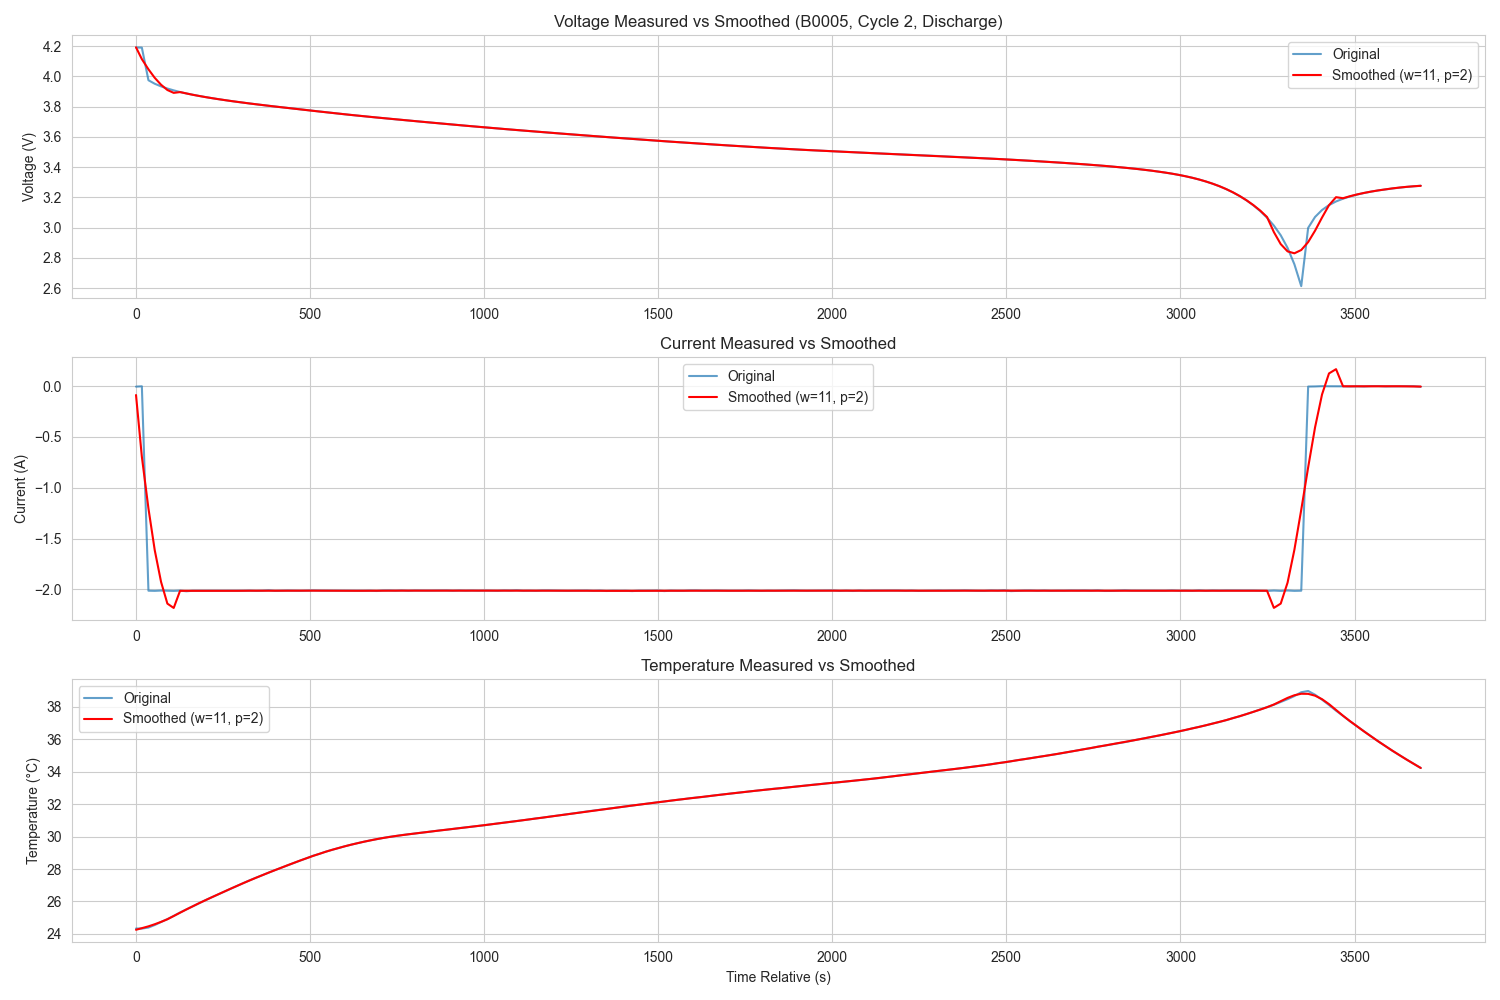 Voltage Measured vs Smoothed (B0005, Cycle 2, Discharge)
Voltage (V)
4.2
4.0
3.8
3.6
3.4
3.2
3.0
2.8
2.6
Original
Smoothed (w=11, p=2)
0 500 1000 1500 2000 2500 3000 3500
Current Measured vs Smoothed
Current (A)
0.0
−0.5
−1.0
−1.5
−2.0
Original
Smoothed (w=11, p=2)
0 500 1000 1500 2000 2500 3000 3500
Temperature Measured vs Smoothed
Temperature (°C)
38
36
34
32
30
28
26
24
Original
Smoothed (w=11, p=2)
0 500 1000 1500 2000 2500 3000 3500
Time Relative (s)